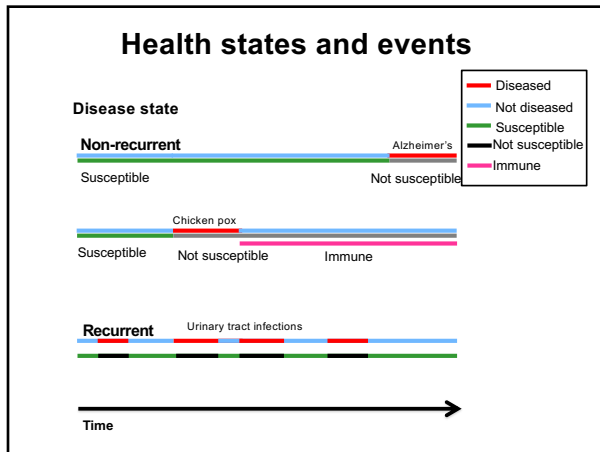 Health states and events
Diseased
Not diseased
Susceptible
Not susceptible
Immune
Disease state
Non-recurrent
Alzheimer's
Susceptible
Not susceptible
Chicken pox
Susceptible
Not susceptible
Immune
Recurrent
Urinary tract infections
Time